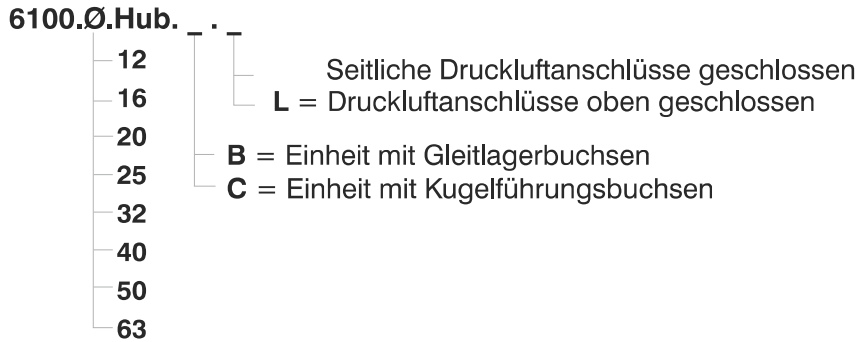 6100.Ø.Hub. _ . _
12
Seitliche Druckluftanschlüsse geschlossen
16
L = Druckluftanschlüsse oben geschlossen
20
B = Einheit mit Gleitlagerbuchsen
25
C = Einheit mit Kugelführungsbuchsen
32
40
50
63